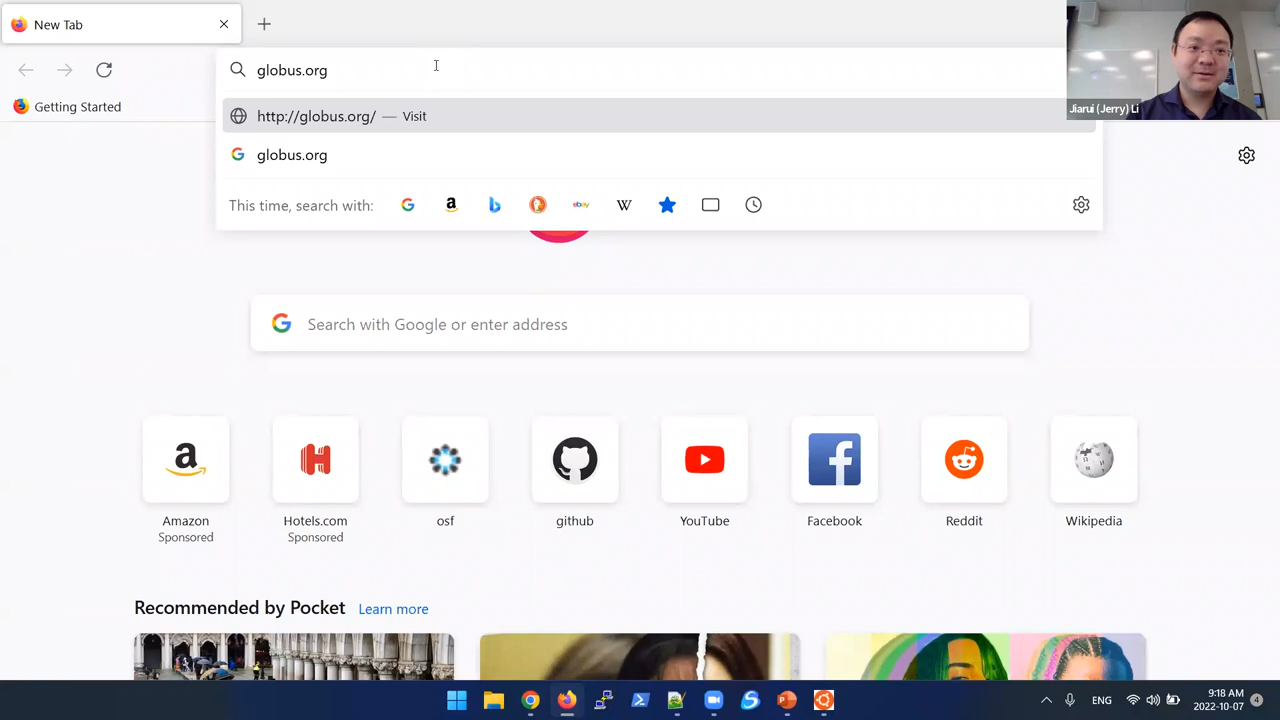 New Tab
globus.org
Getting Started
http://globus.org/ — Visit
Jiarui (Jerry) Li
globus.org
This time, search with:
a
b
ebay
W
Search with Google or enter address
a
H
Amazon
Sponsored
Hotels.com
Sponsored
osf
github
YouTube
Facebook
Reddit
Wikipedia
Recommended by Pocket
Learn more
ENG
9:18 AM
2022-10-07
4